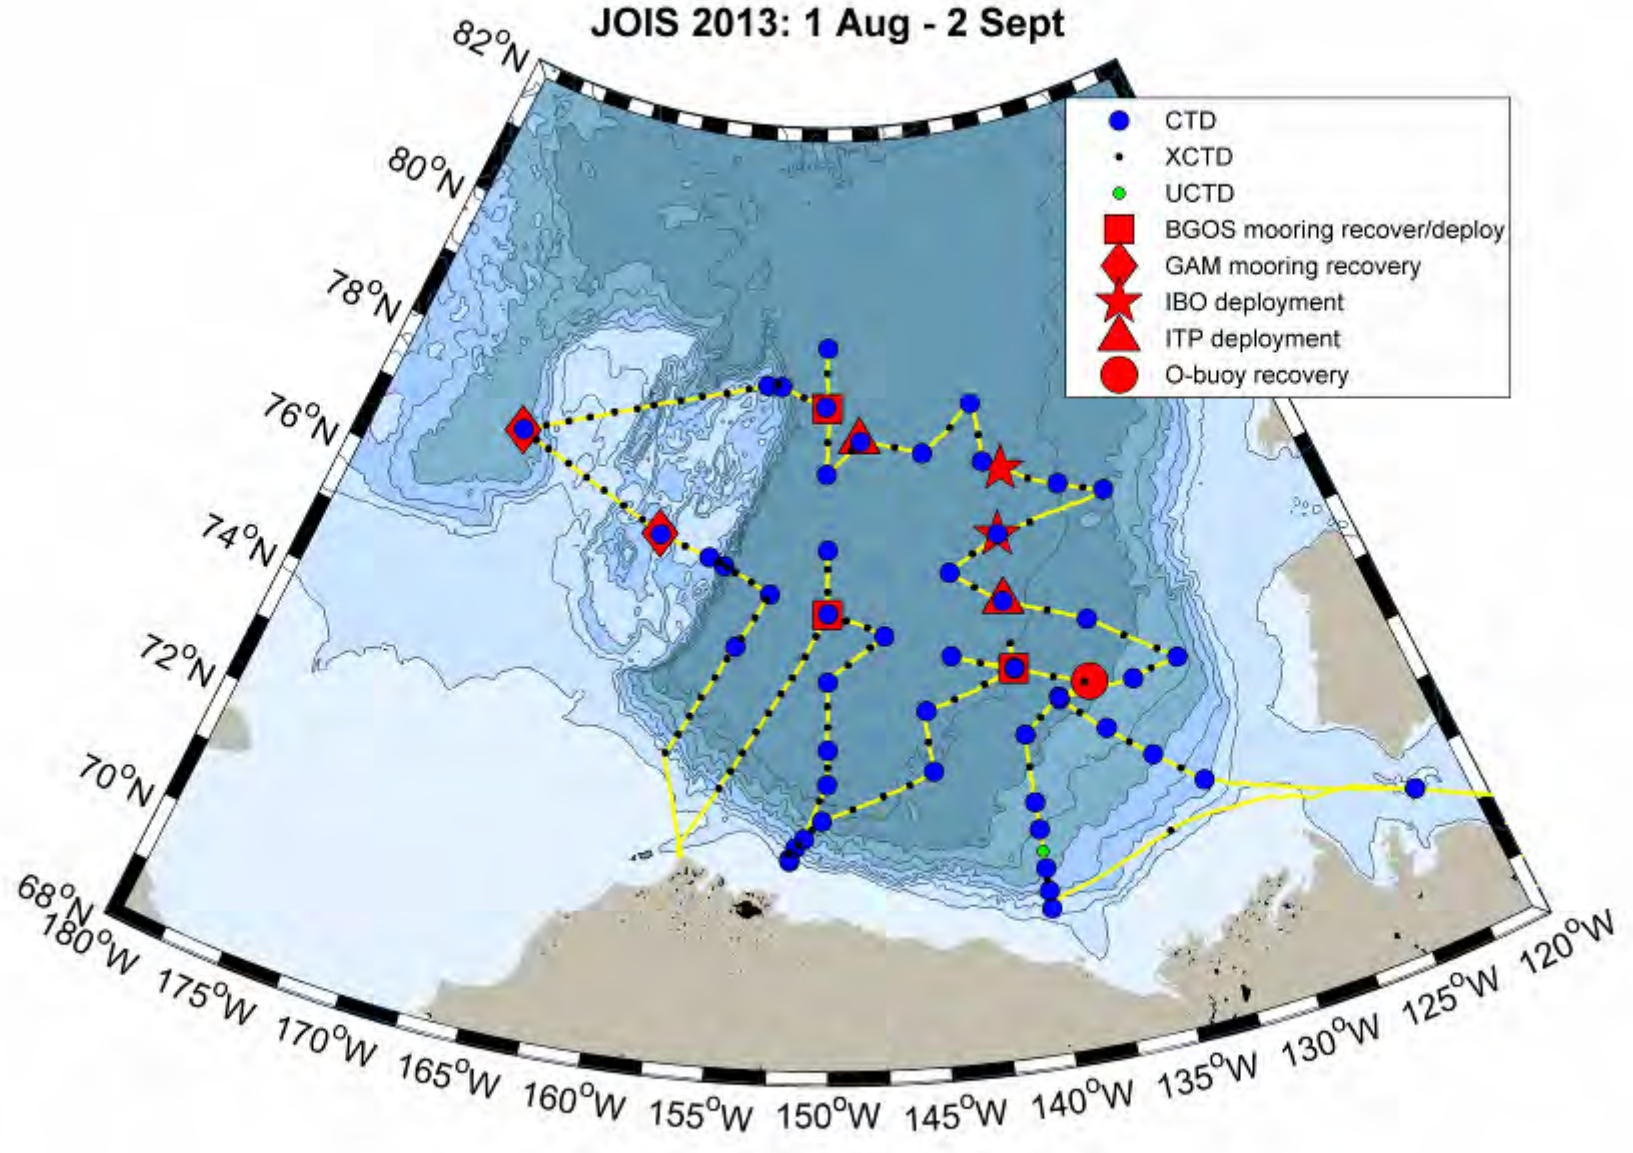 JOIS 2013: 1 Aug - 2 Sept
CTD
XCTD
UCTD
BGOS mooring recover/deploy
GAM mooring recovery
IBO deployment
ITP deployment
O-buoy recovery
82°N
80°N
78°N
76°N
74°N
72°N
70°N
68°N
180°W
175°W
170°W
165°W
160°W
155°W
150°W
145°W
140°W
135°W
130°W
125°W
120°W